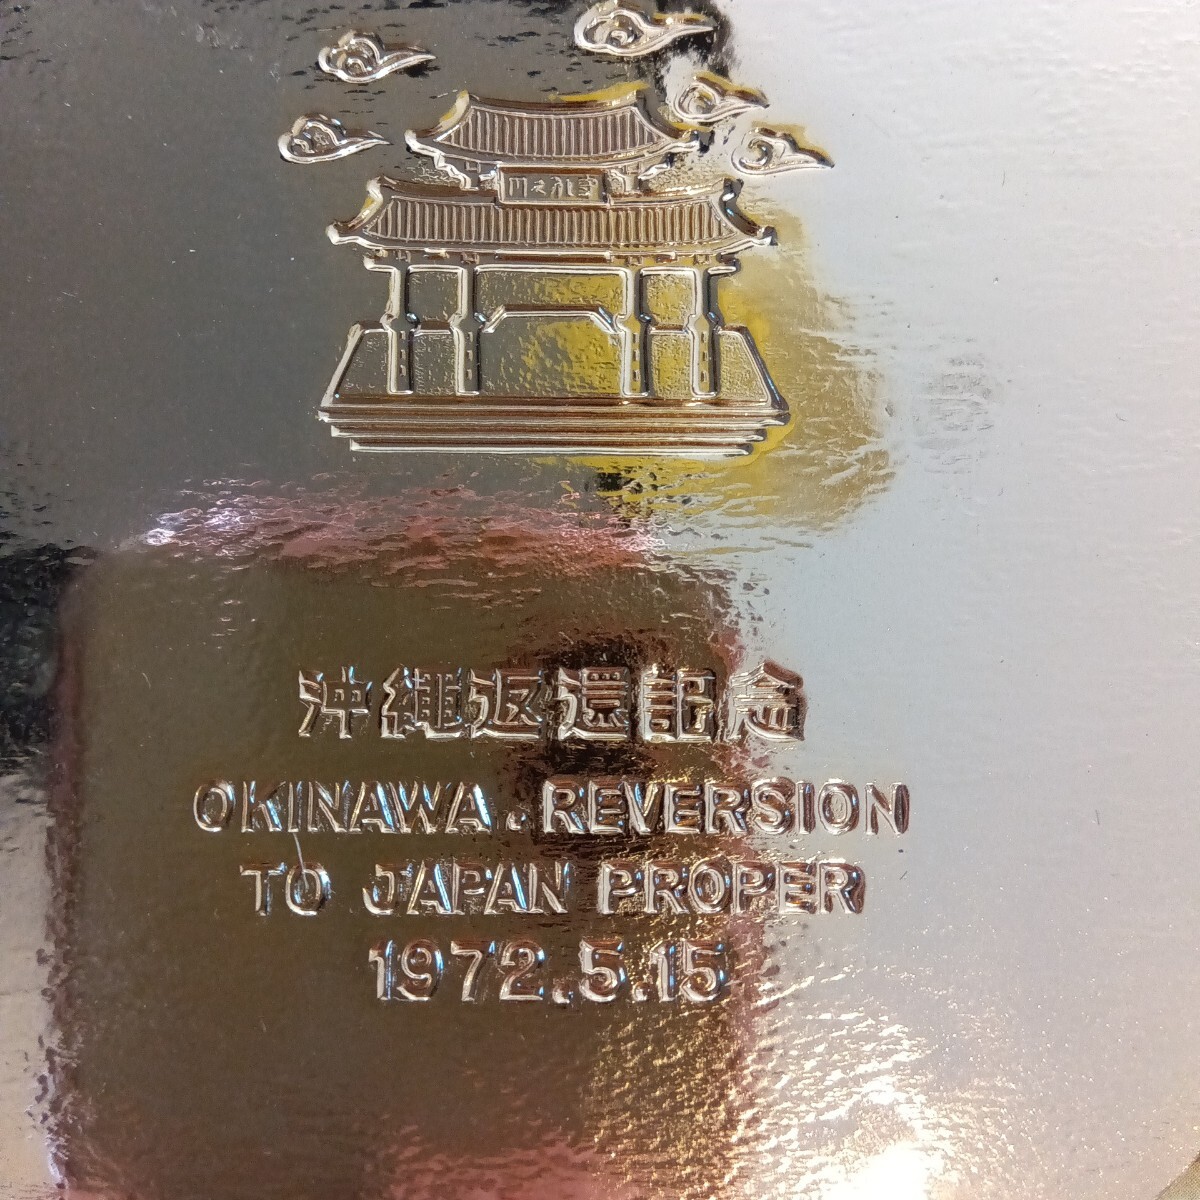 沖縄返還記念
OKINAWA . REVERSION
TO JAPAN PROPER
1972.5.15